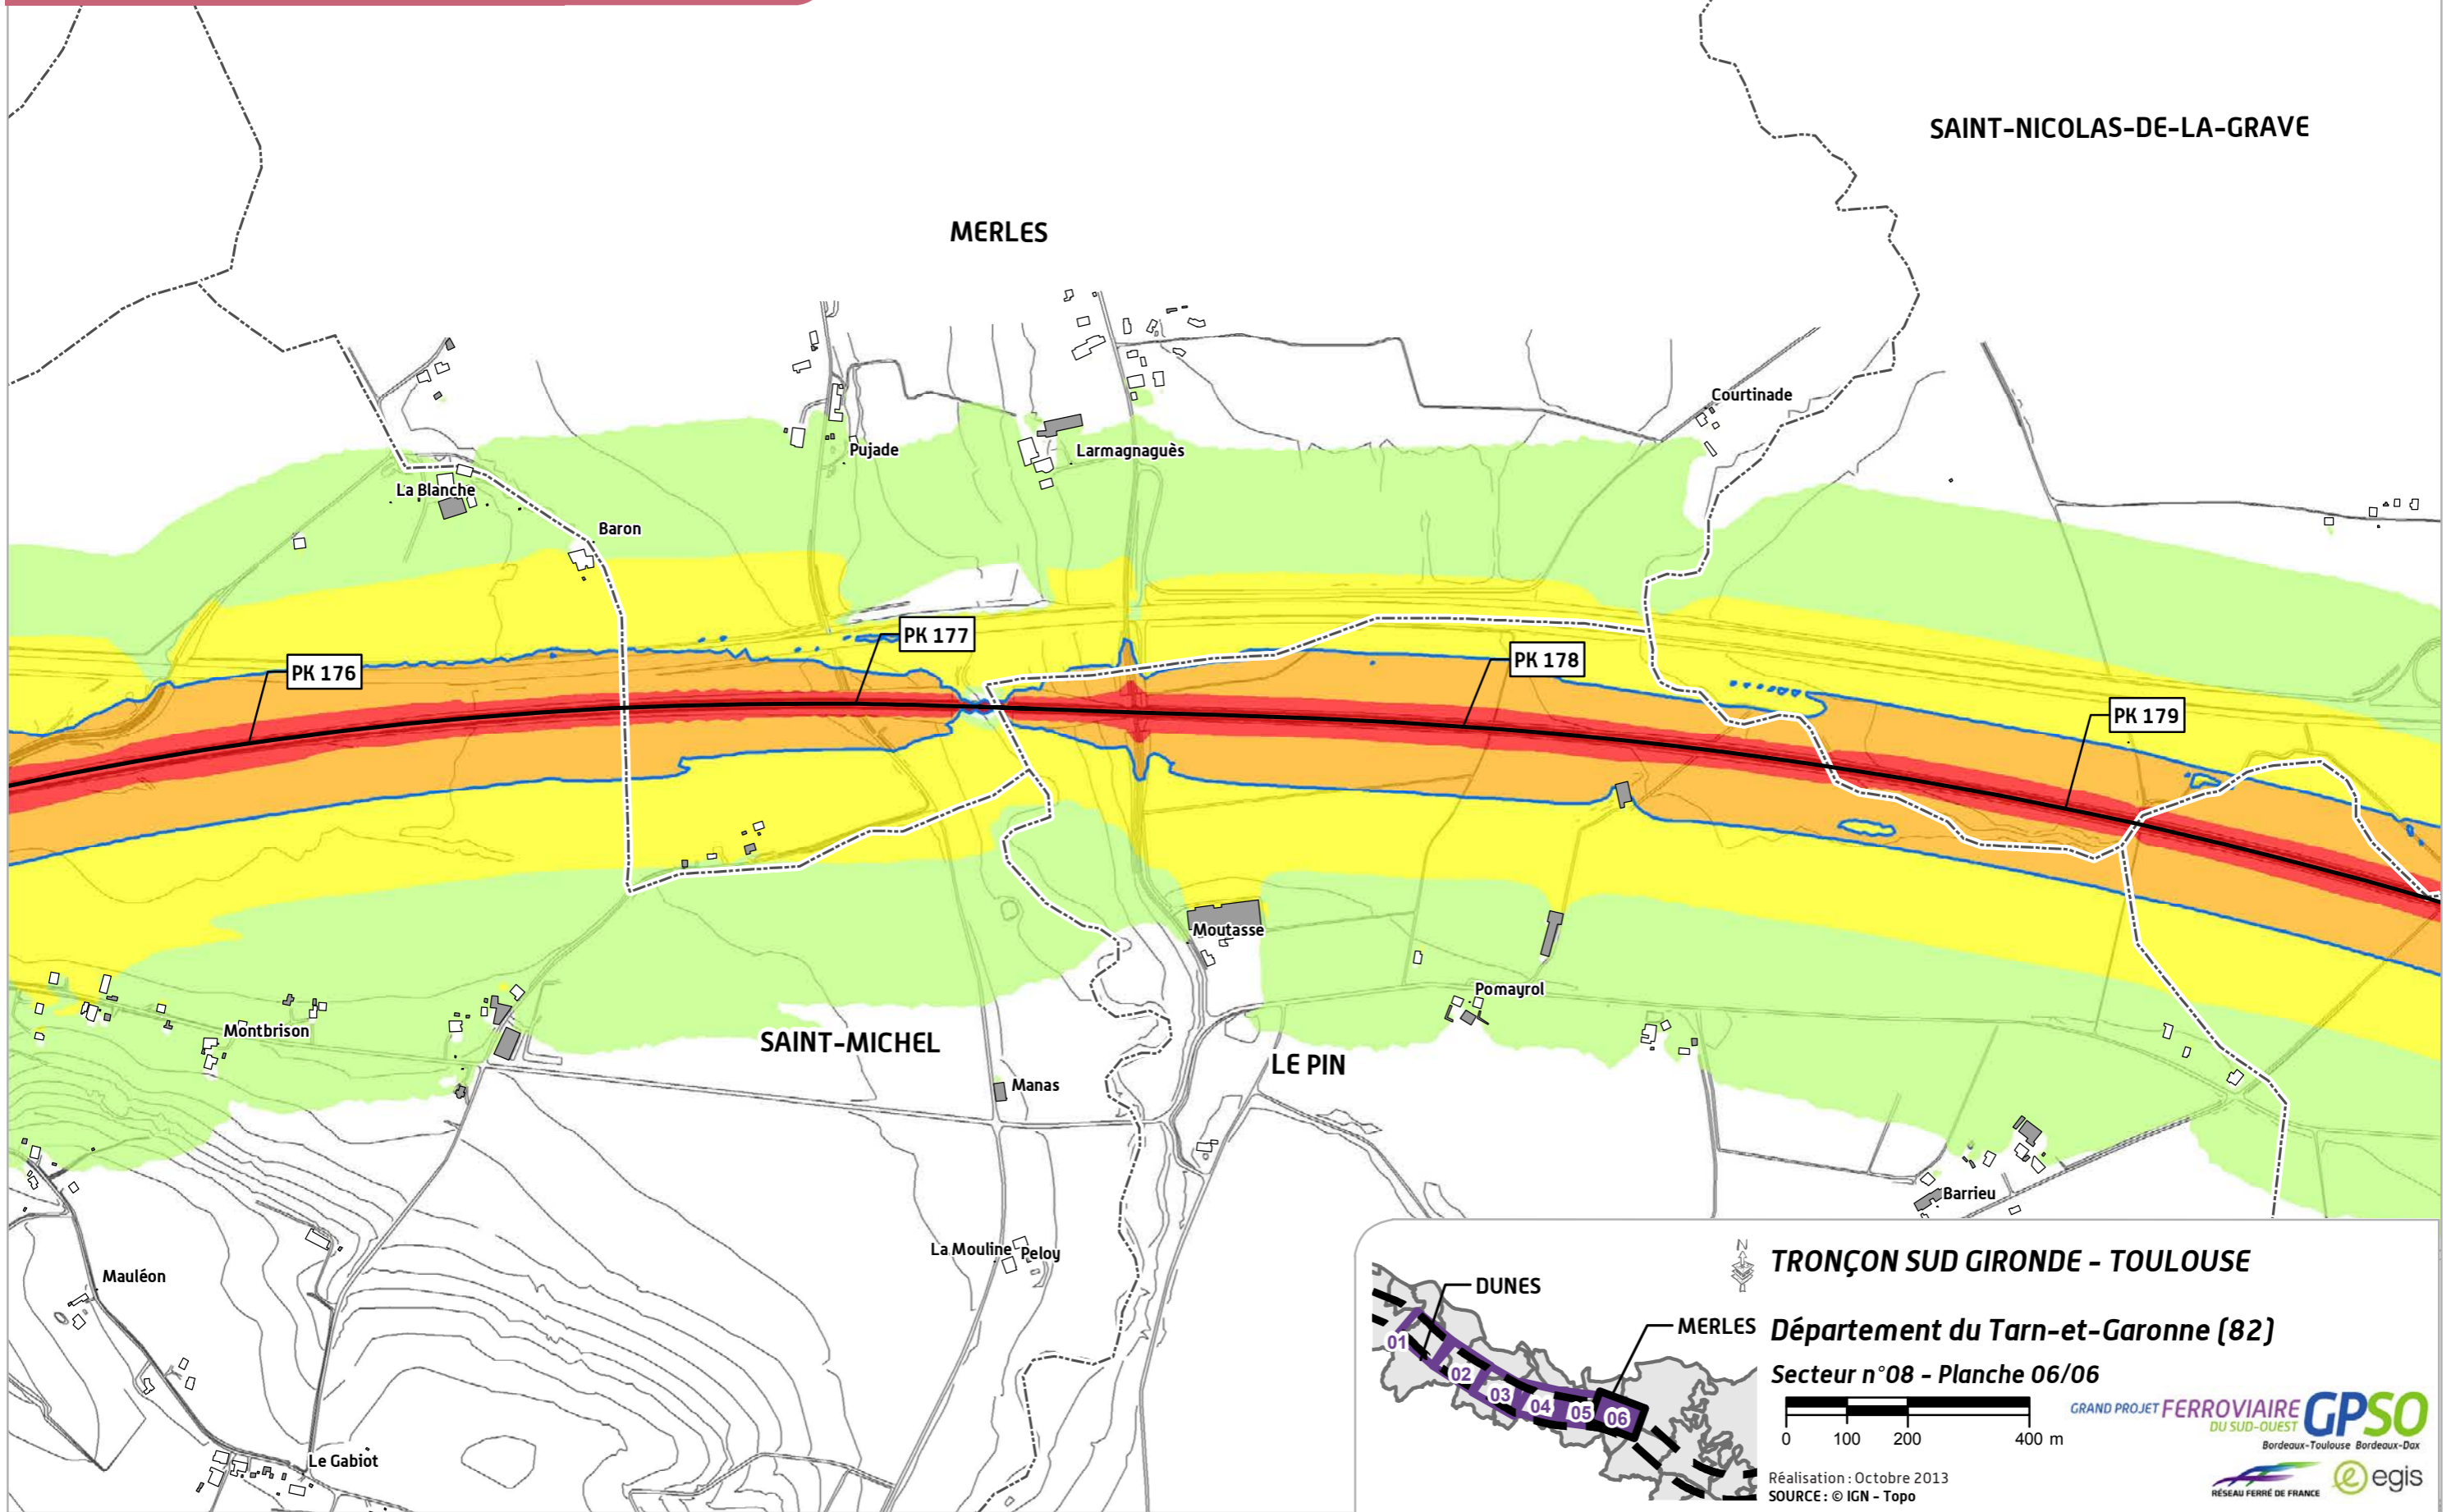 SAINT-NICOLAS-DE-LA-GRAVE
MERLES
Courtinade
Pujade
Larmagnaguès
La Blanche
Baron
PK 177
PK 176
PK 178
PK 179
Moutasse
Pomayrol
Montbrison
SAINT-MICHEL
LE PIN
Manas
Barrieu
La Mouline
Peloy
Mauléon
Le Gabiot
DUNES
MERLES
01
02
03
04
05
06
N
TRONÇON SUD GIRONDE - TOULOUSE
Département du Tarn-et-Garonne (82)
Secteur n°08 - Planche 06/06
0 100 200 400 m
Réalisation : Octobre 2013
SOURCE : © IGN - Topo
GRAND PROJET FERROVIAIRE
DU SUD-OUEST
GPSO
Bordeaux-Toulouse Bordeaux-Dax
RÉSEAU FERRÉ DE FRANCE
e egis